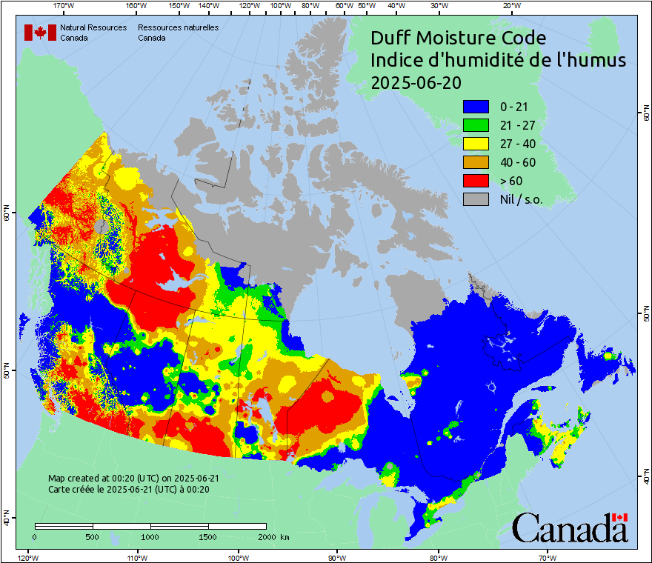 170°W 160°W 150°W 140°W 130°W 120°W 110°W 100°W 90°W 80°W 70°W 60°W 50°W 40°W 30°W 20°W
Natural Resources Ressources naturelles
Canada Canada
Duff Moisture Code
Indice d'humidité de l'humus
2025-06-20
0 - 21
21 - 27
27 - 40
40 - 60
> 60
Nil / s.o.
60°N 60°N
50°N 50°N
40°N 40°N
Map created at 00:20 (UTC) on 2025-06-21
Carte créée le 2025-06-21 (UTC) à 00:20
0 500 1000 1500 2000 km
Canada
120°W 110°W 100°W 90°W 80°W 70°W